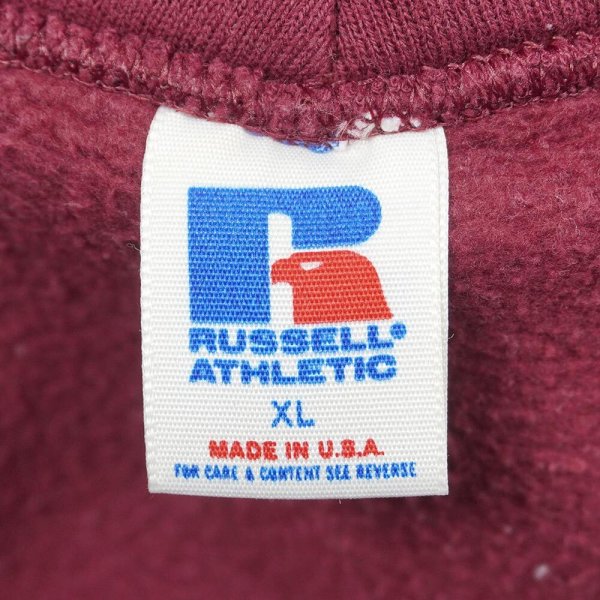 RUSSELL®
ATHLETIC
XL
MADE IN U.S.A.
FOR CARE & CONTENT SEE REVERSE